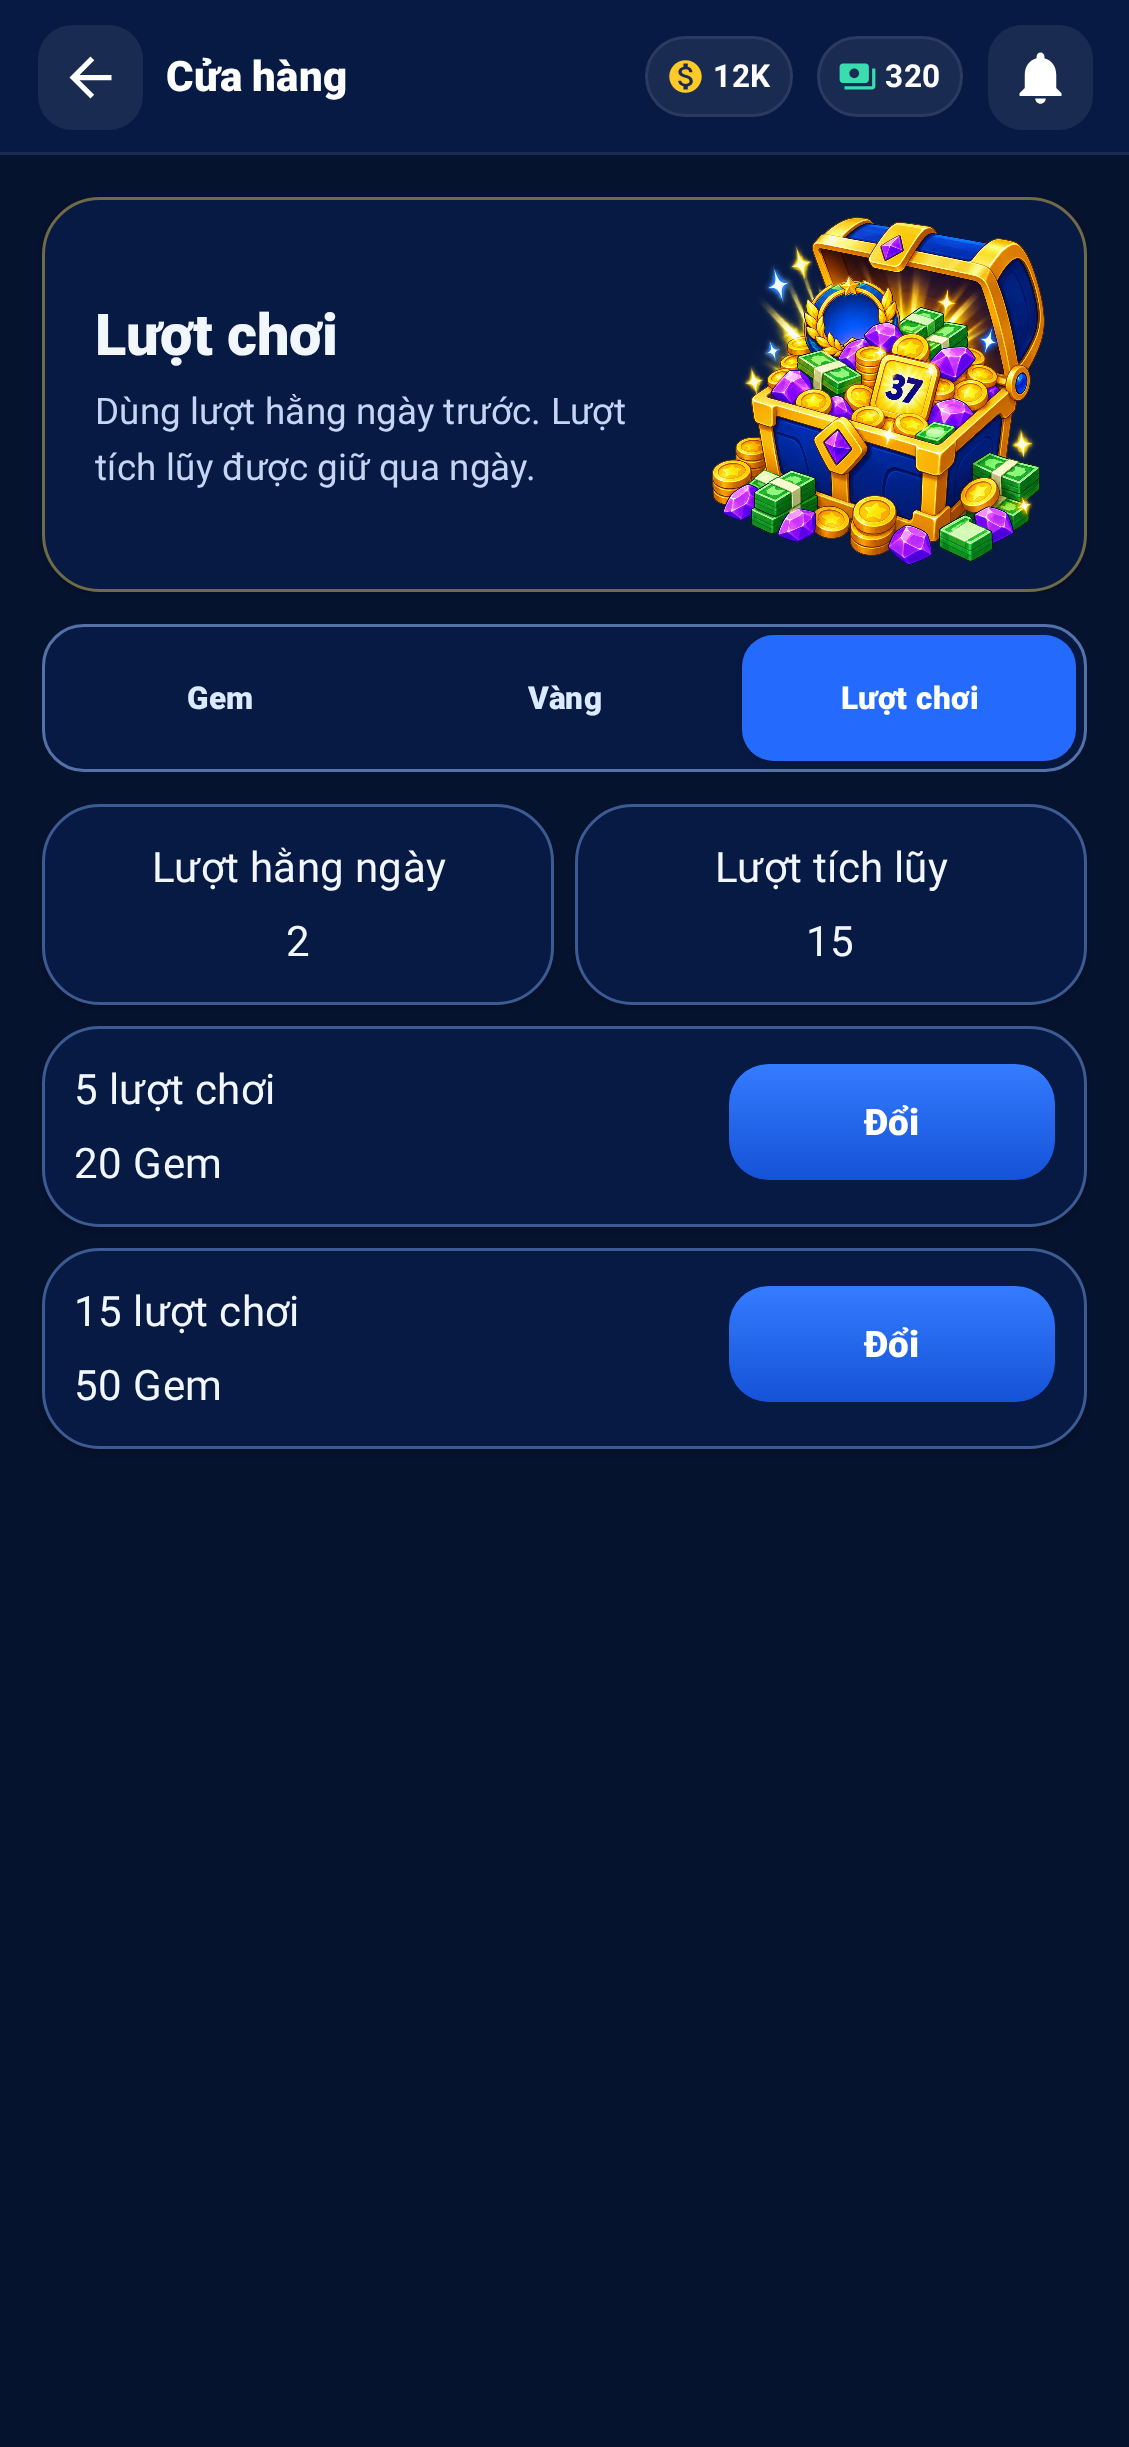 Cửa hàng
12K
320
Lượt chơi
Dùng lượt hằng ngày trước. Lượt
tích lũy được giữ qua ngày.
37
Gem
Vàng
Lượt chơi
Lượt hằng ngày
2
Lượt tích lũy
15
5 lượt chơi
20 Gem
Đổi
15 lượt chơi
50 Gem
Đổi